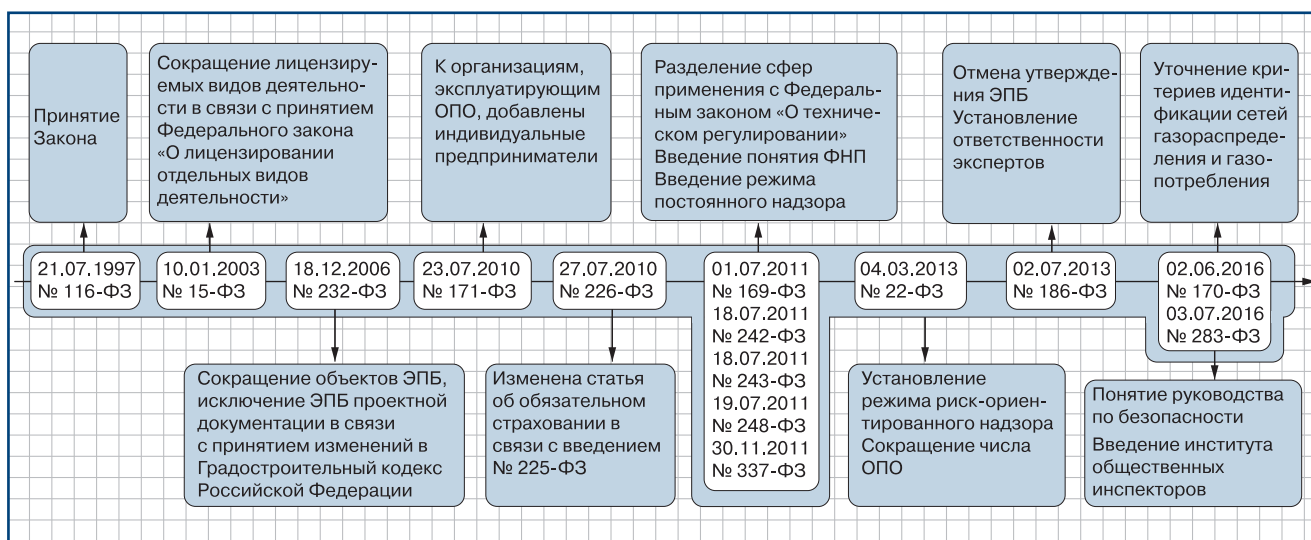 Принятие
Закона
Сокращение лицензиру-
емых видов деятельно-
сти в связи с принятием
Федерального закона
«О лицензировании
отдельных видов
деятельности»
К организациям,
эксплуатирующим
ОПО, добавлены
индивидуальные
предприниматели
Разделение сфер
применения с Федераль-
ным законом «О техниче-
ском регулировании»
Введение понятия ФНП
Введение режима
постоянного надзора
Отмена утвержде-
ния ЭПБ
Установление
ответственности
экспертов
Уточнение кри-
териев иденти-
фикации сетей
газораспреде-
ления и газо-
потребления
21.07.1997
№ 116-ФЗ
10.01.2003
№ 15-ФЗ
18.12.2006
№ 232-ФЗ
23.07.2010
№ 171-ФЗ
27.07.2010
№ 226-ФЗ
01.07.2011
№ 169-ФЗ
18.07.2011
№ 242-ФЗ
18.07.2011
№ 243-ФЗ
19.07.2011
№ 248-ФЗ
30.11.2011
№ 337-ФЗ
04.03.2013
№ 22-ФЗ
02.07.2013
№ 186-ФЗ
02.06.2016
№ 170-ФЗ
03.07.2016
№ 283-ФЗ
Сокращение объектов ЭПБ,
исключение ЭПБ проектной
документации в связи
с принятием изменений в
Градостроительный кодекс
Российской Федерации
Изменена статья
об обязательном
страховании в
связи с введением
№ 225-ФЗ
Установление
режима риск-ориен-
тированного надзора
Сокращение числа
ОПО
Понятие руководства
по безопасности
Введение института
общественных
инспекторов